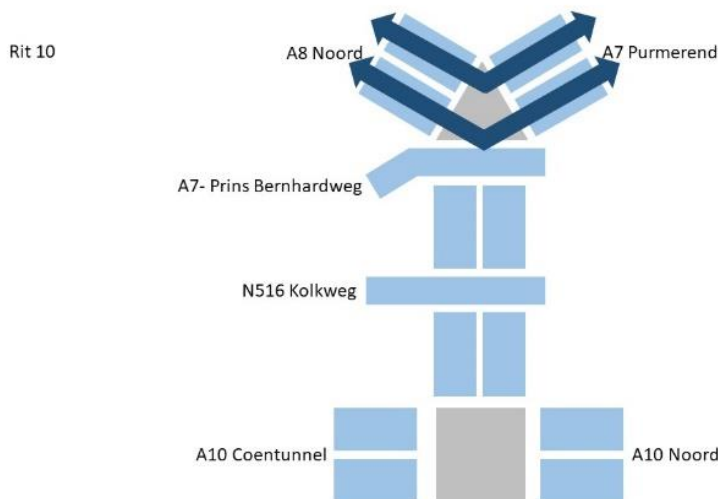 Rit 10
A8 Noord
A7 Purmerend
A7- Prins Bernhardweg
N516 Kolkweg
A10 Coentunnel
A10 Noord